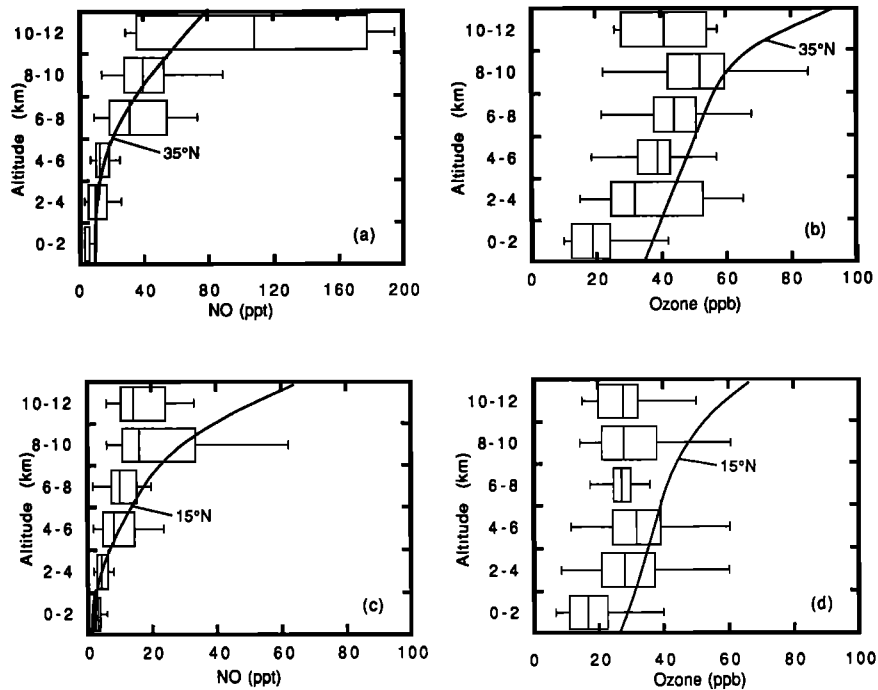 10-12
8-10
6-8
4-6
2-4
0-2
Altitude (km)
35°N
(a)
0 40 80 120 160 200
NO (ppt)
10-12
8-10
6-8
4-6
2-4
0-2
Altitude (km)
35°N
(b)
0 20 40 60 80 100
Ozone (ppb)
10-12
8-10
6-8
4-6
2-4
0-2
Altitude (km)
15°N
(c)
0 20 40 60 80 100
NO (ppt)
10-12
8-10
6-8
4-6
2-4
0-2
Altitude (km)
15°N
(d)
0 20 40 60 80 100
Ozone (ppb)